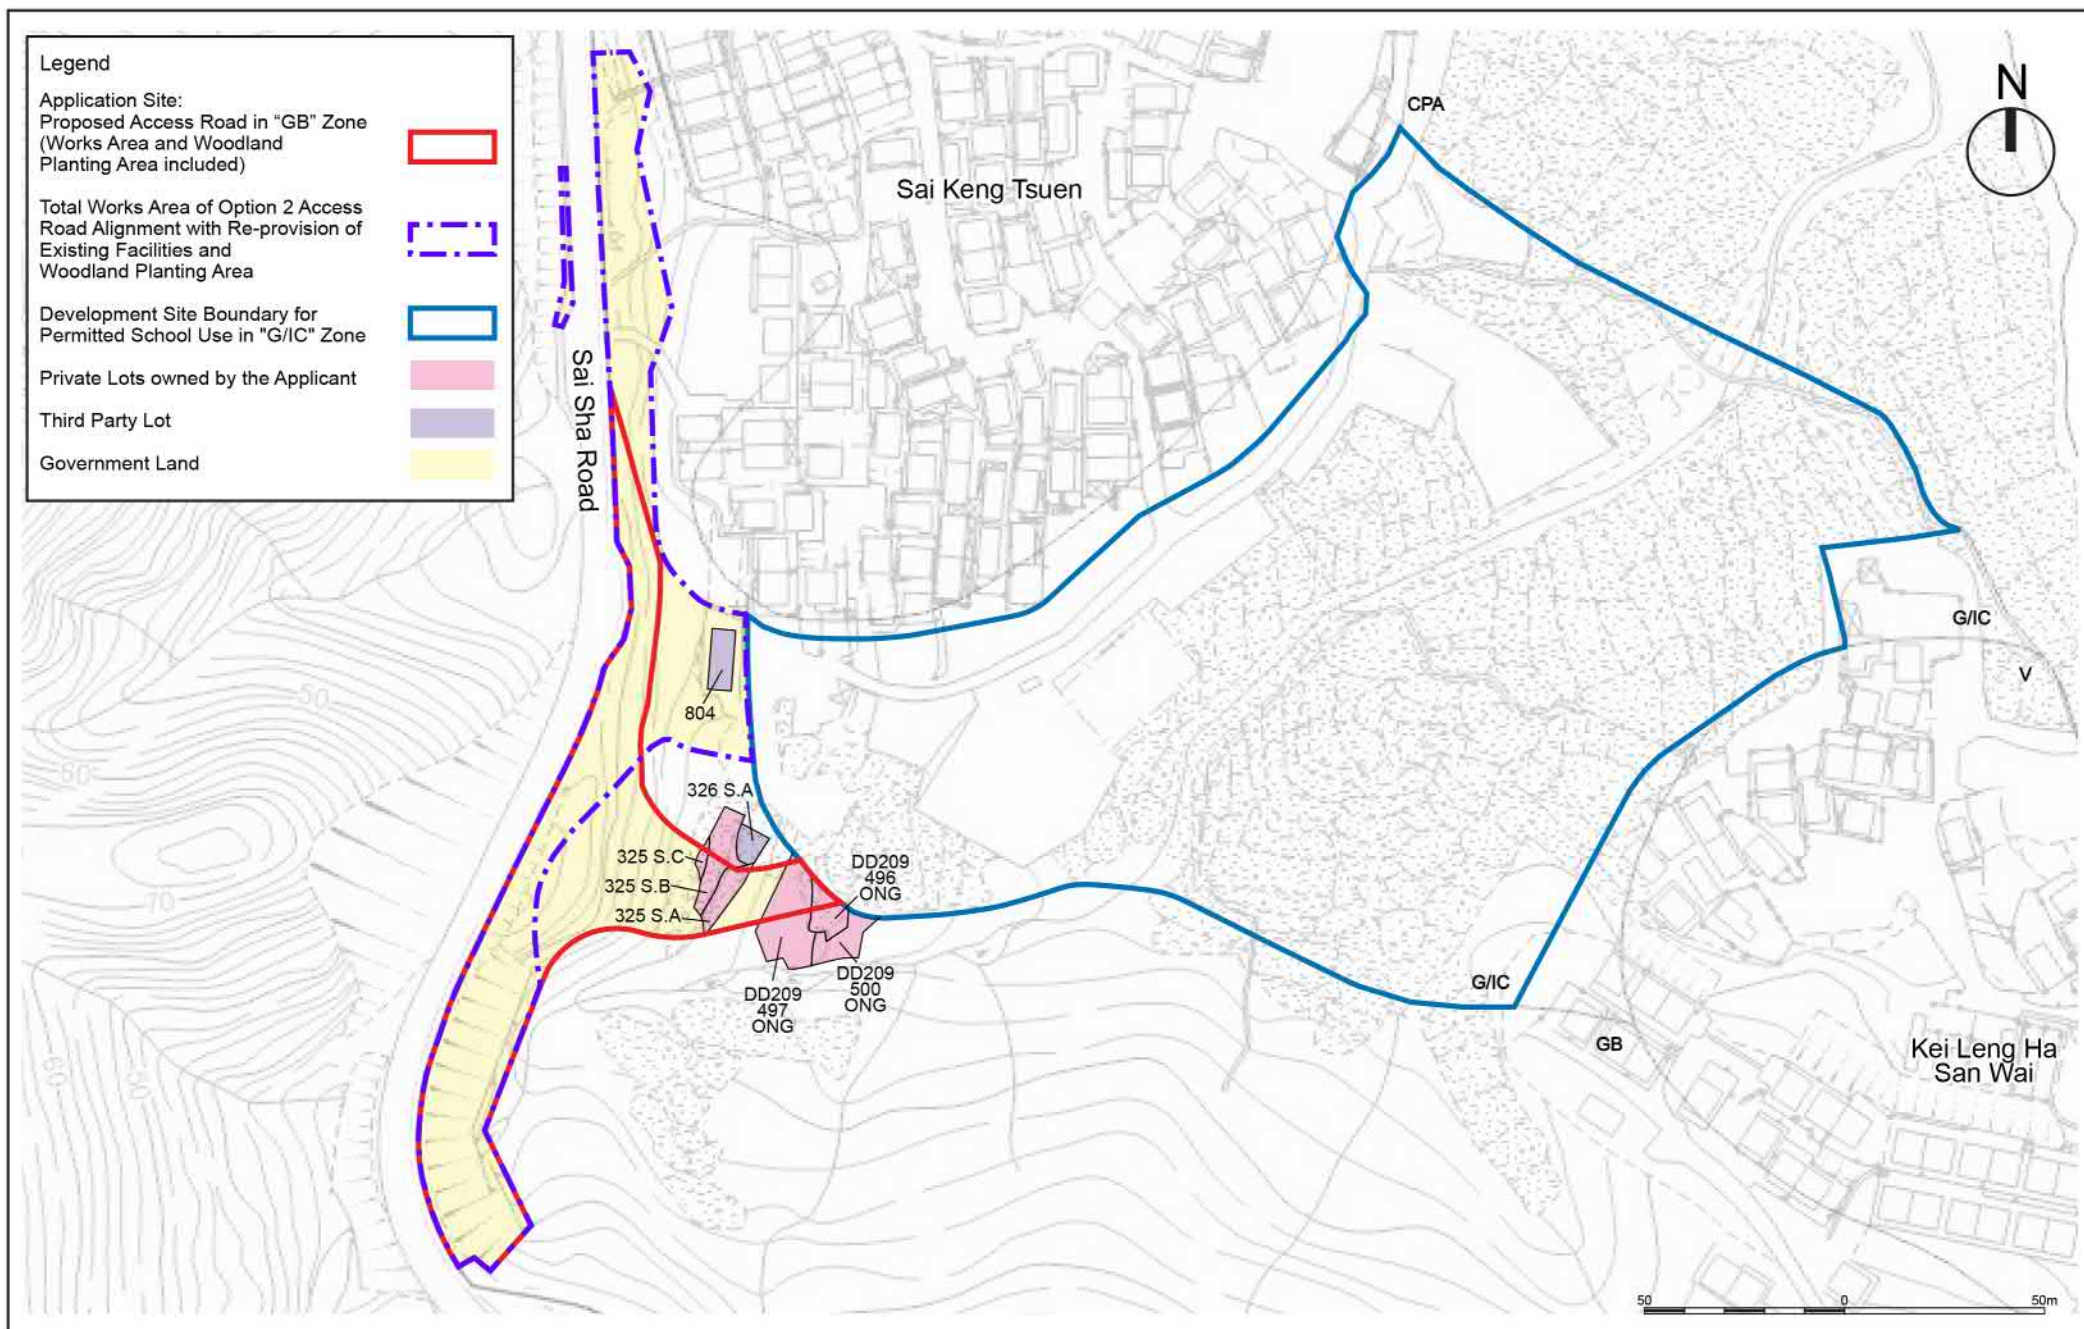 Legend
Application Site:
Proposed Access Road in “GB” Zone
(Works Area and Woodland
Planting Area included)
Total Works Area of Option 2 Access
Road Alignment with Re-provision of
Existing Facilities and
Woodland Planting Area
Development Site Boundary for
Permitted School Use in "G/IC" Zone
Private Lots owned by the Applicant
Third Party Lot
Government Land
N
CPA
Sai Keng Tsuen
Sai Sha Road
G/IC
V
804
326 S.A
325 S.C
325 S.B
325 S.A
DD209
496
ONG
DD209
500
ONG
DD209
497
ONG
G/IC
GB
Kei Leng Ha
San Wai
70
50 0 50m